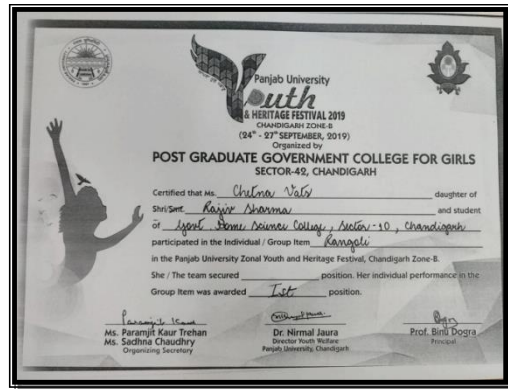 Panjab University
Youth
& HERITAGE FESTIVAL 2019
CHANDIGARH ZONE-B
(24th - 27th SEPTEMBER, 2019)
Organized by
POST GRADUATE GOVERNMENT COLLEGE FOR GIRLS
SECTOR-42, CHANDIGARH
Certified that Ms. Chetna Vats daughter of
Shri/Smt. Rajiv Sharma and student
of Govt. Home Science College, Sector-10, Chandigarh
participated in the Individual / Group Item Rangoli
in the Panjab University Zonal Youth and Heritage Festival, Chandigarh Zone-B.
She / The team secured position. Her individual performance in the
Group Item was awarded Ist position.
Paramjit Kaur
Ms. Paramjit Kaur Trehan
Ms. Sadhna Chaudhry
Organizing Secretary
Dr. Nirmal Jaura
Director Youth Welfare
Panjab University, Chandigarh
Prof. Binu Dogra
Principal